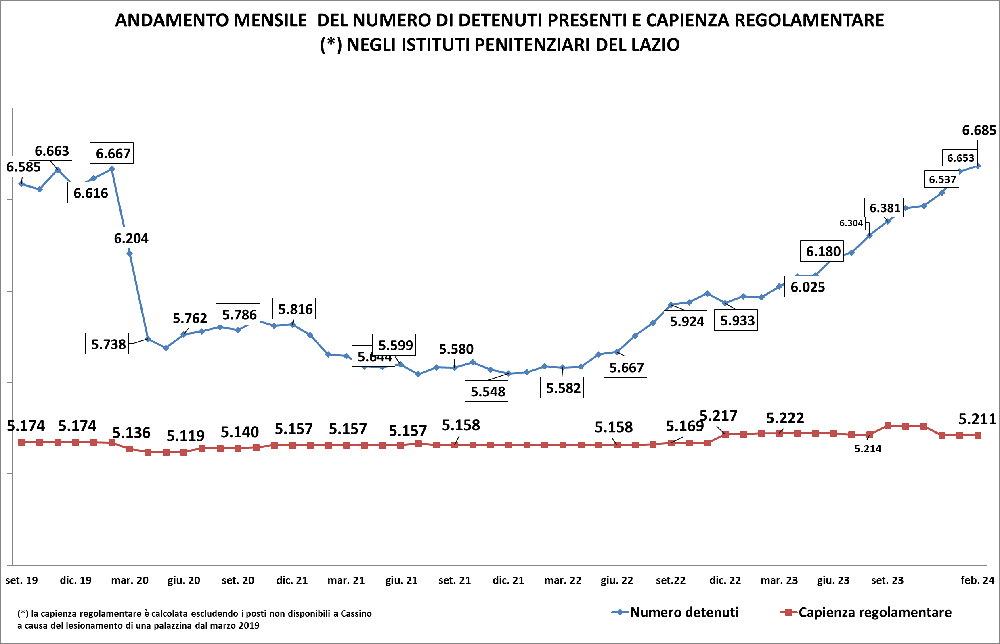 ANDAMENTO MENSILE  DEL NUMERO DI DETENUTI PRESENTI E CAPIENZA REGOLAMENTARE
(*) NEGLI ISTITUTI PENITENZIARI DEL LAZIO
6.585
6.663
6.616
6.667
6.204
5.738
5.762
5.786
5.816
5.644
5.599
5.580
5.548
5.582
5.667
5.924
5.933
6.025
6.180
6.304
6.381
6.537
6.653
6.685
5.174
5.174
5.136
5.119
5.140
5.157
5.157
5.157
5.158
5.158
5.169
5.217
5.222
5.214
5.211
set. 19
dic. 19
mar. 20
giu. 20
set. 20
dic. 21
mar. 21
giu. 21
set. 21
dic. 21
mar. 22
giu. 22
set.22
dic. 22
mar. 23
giu. 23
set. 23
feb. 24
(*) la capienza regolamentare è calcolata escludendo i posti non disponibili a Cassino
a causa del lesionamento di una palazzina dal marzo 2019
Numero detenuti
Capienza regolamentare